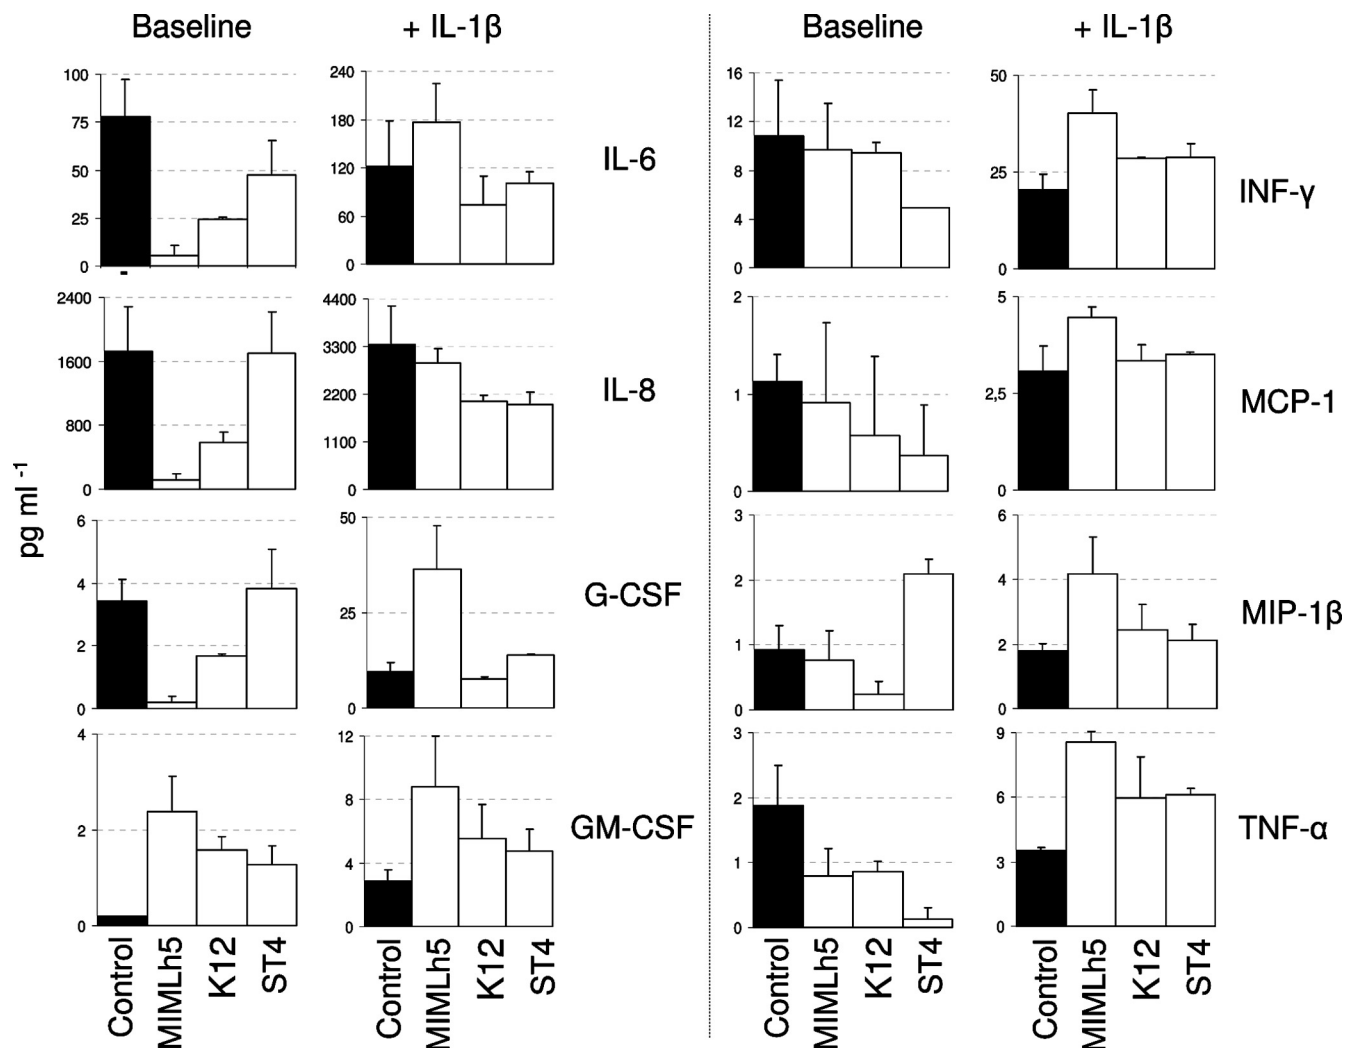 Baseline
+ IL-1β
Baseline
+ IL-1β
pg ml -1
100
75
50
25
0
240
180
120
60
0
IL-6
16
12
8
4
0
50
25
0
INF-γ
2400
1600
800
0
4400
3300
2200
1100
0
IL-8
2
1
0
5
2,5
0
MCP-1
6
4
2
0
50
25
0
G-CSF
3
2
1
0
6
4
2
0
MIP-1β
4
2
0
12
8
4
0
GM-CSF
3
2
1
0
9
6
3
0
TNF-α
Control
MIMLh5
K12
ST4
Control
MIMLh5
K12
ST4
Control
MIMLh5
K12
ST4
Control
MIMLh5
K12
ST4